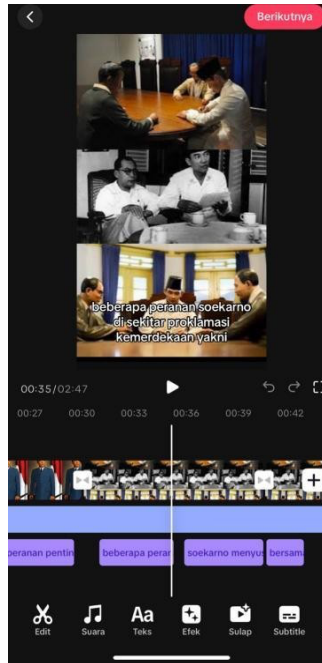 Berikutnya
beberapa peranan soekarno
di sekitar proklamasi
kemerdekaan yakni
00:35/02:47
00:27 00:30 00:33 00:36 00:39 00:42
peranan pentin beberapa peran soekarno menyus bersama
Aa
Edit Suara Teks Efek Sulap Subtitle